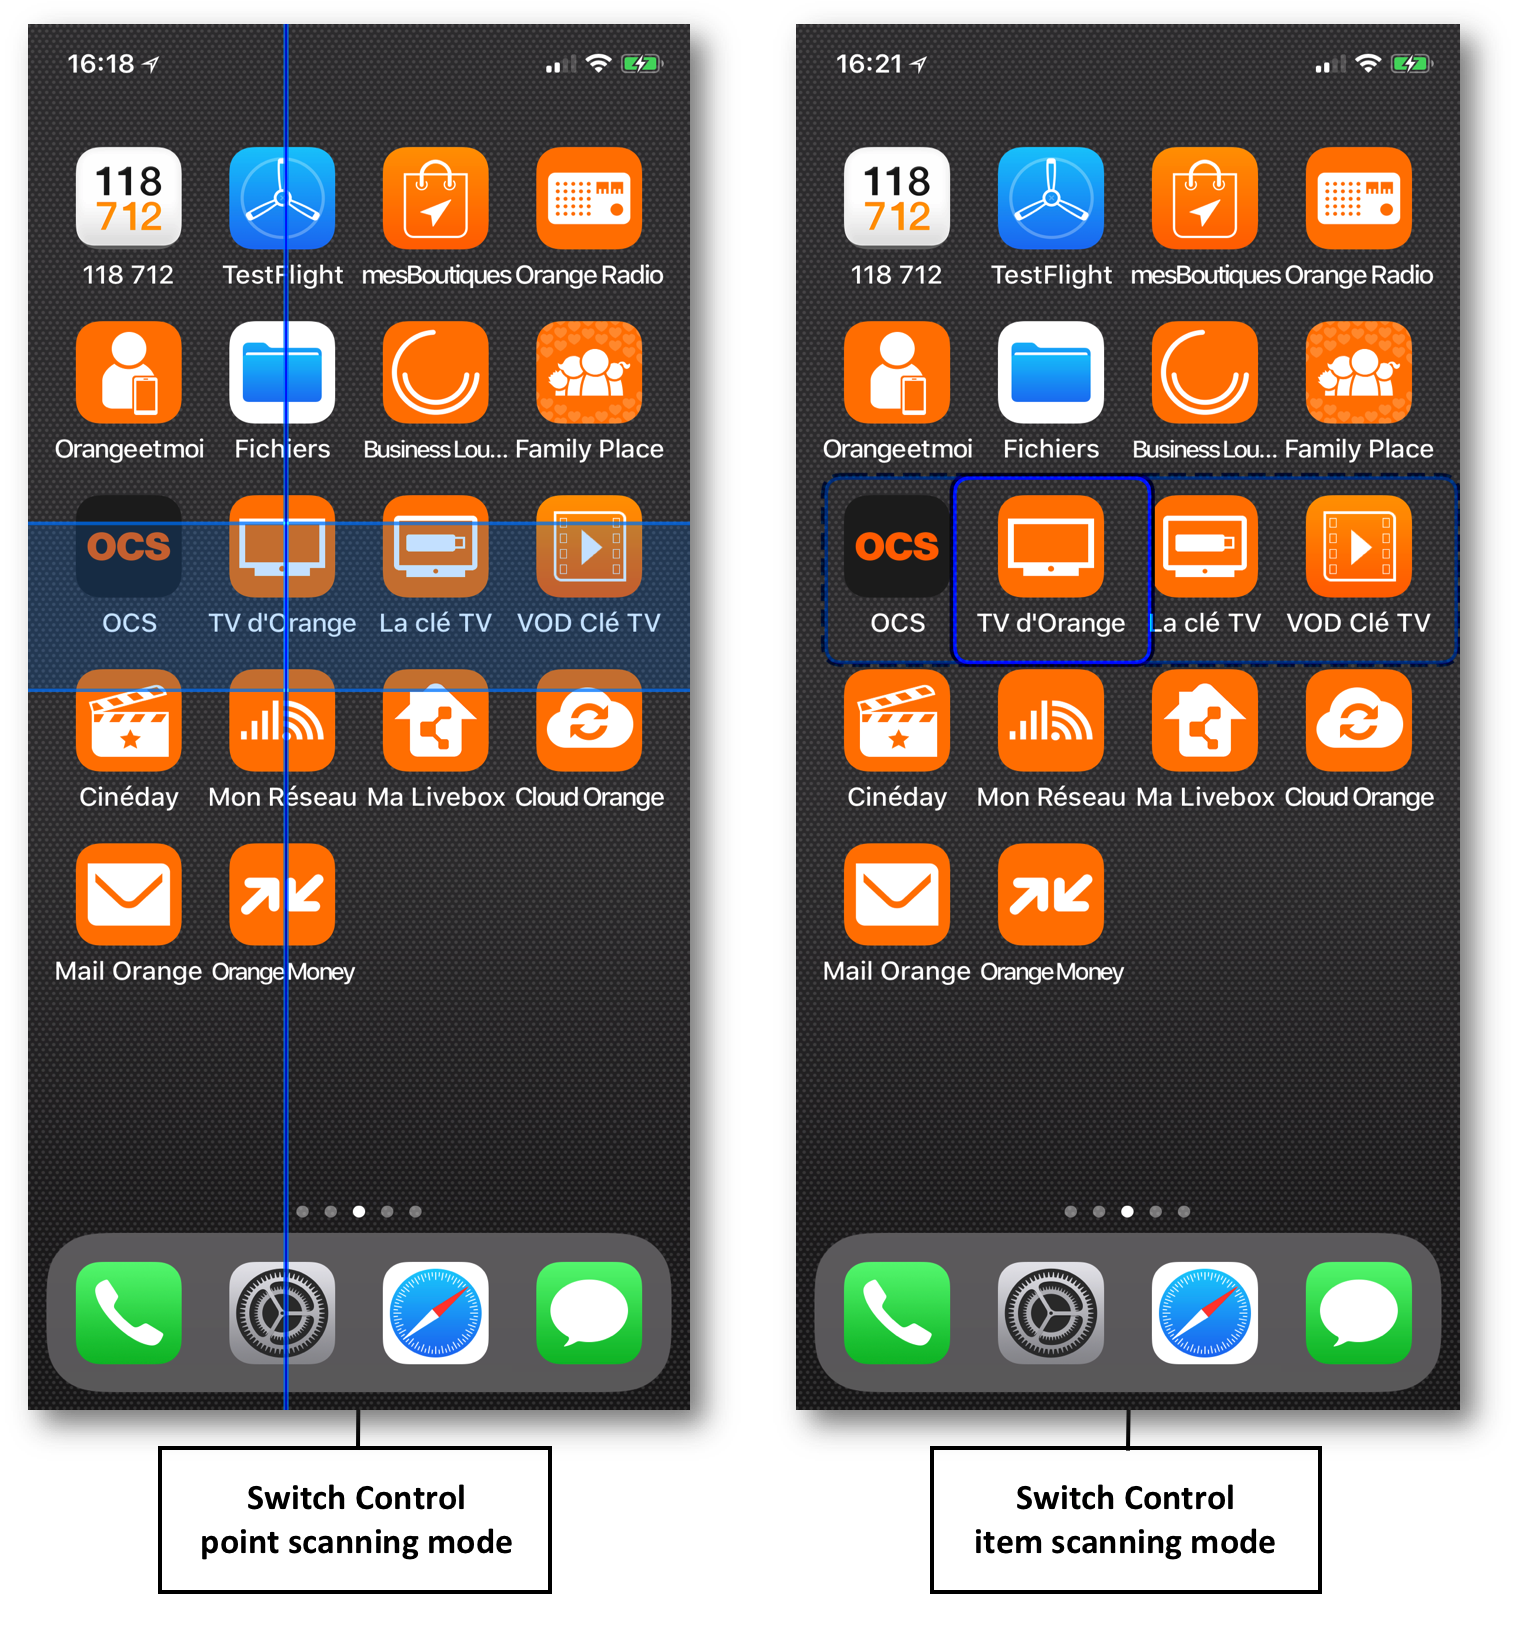 16:18
118
712
118 712
TestFlight
mesBoutiques
Orange Radio
Orangeetmoi
Fichiers
Business Lou...
Family Place
OCS
OCS
TV d'Orange
La clé TV
VOD Clé TV
Cinéday
Mon Réseau
Ma Livebox
Cloud Orange
Mail Orange
Orange Money
Switch Control
point scanning mode
16:21
118
712
118 712
TestFlight
mesBoutiques
Orange Radio
Orangeetmoi
Fichiers
Business Lou...
Family Place
OCS
OCS
TV d'Orange
La clé TV
VOD Clé TV
Cinéday
Mon Réseau
Ma Livebox
Cloud Orange
Mail Orange
Orange Money
Switch Control
item scanning mode